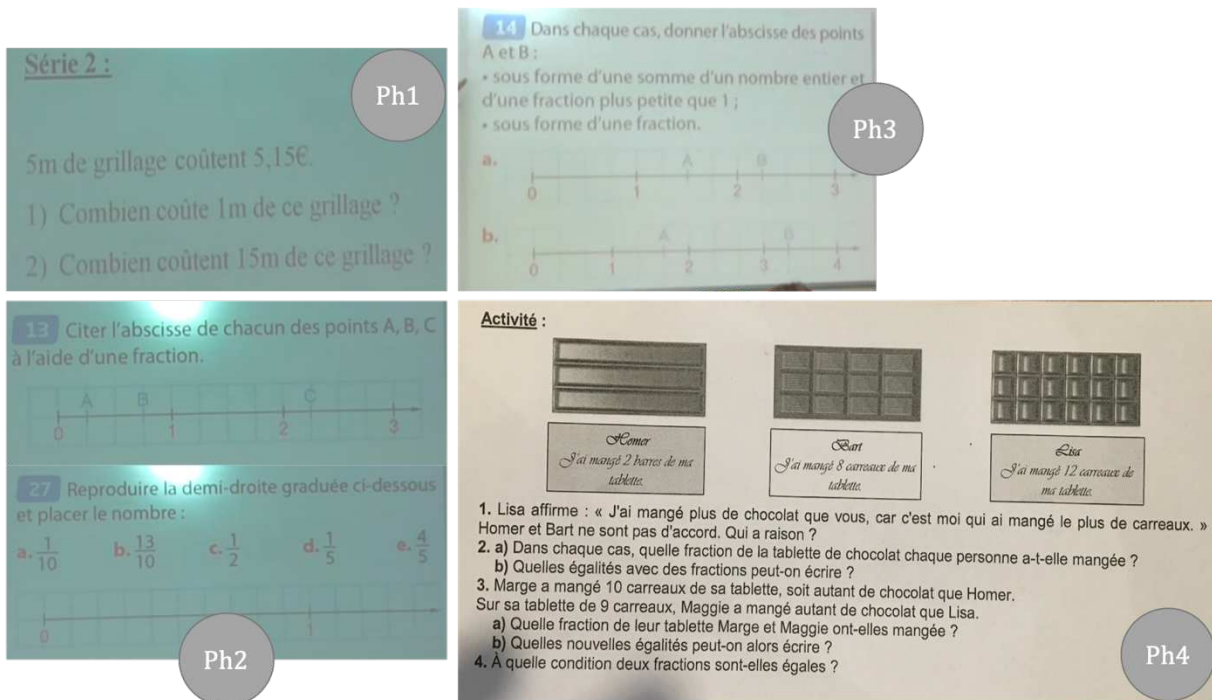 Série 2 :
Ph1
5m de grillage coûtent 5,15€.
1) Combien coûte 1m de ce grillage ?
2) Combien coûtent 15m de ce grillage ?
14 Dans chaque cas, donner l'abscisse des points
A et B :
• sous forme d'une somme d'un nombre entier et
d'une fraction plus petite que 1 ;
• sous forme d'une fraction.
Ph3
a.
A B
0 1 2 3
b.
A B
0 1 2 3 4
13 Citer l'abscisse de chacun des points A, B, C
à l'aide d'une fraction.
A B C
0 1 2 3
27 Reproduire la demi-droite graduée ci-dessous
et placer le nombre :
a. 1/10 b. 13/10 c. 1/2 d. 1/5 e. 4/5
0 1
Ph2
Activité :
Homer
J'ai mangé 2 barres de ma
tablette.
Bart
J'ai mangé 8 carreaux de ma
tablette.
Lisa
J'ai mangé 12 carreaux de
ma tablette.
1. Lisa affirme : « J'ai mangé plus de chocolat que vous, car c'est moi qui ai mangé le plus de carreaux. »
Homer et Bart ne sont pas d'accord. Qui a raison ?
2. a) Dans chaque cas, quelle fraction de la tablette de chocolat chaque personne a-t-elle mangée ?
b) Quelles égalités avec des fractions peut-on écrire ?
3. Marge a mangé 10 carreaux de sa tablette, soit autant de chocolat que Homer.
Sur sa tablette de 9 carreaux, Maggie a mangé autant de chocolat que Lisa.
a) Quelle fraction de leur tablette Marge et Maggie ont-elles mangée ?
b) Quelles nouvelles égalités peut-on alors écrire ?
4. À quelle condition deux fractions sont-elles égales ?
Ph4